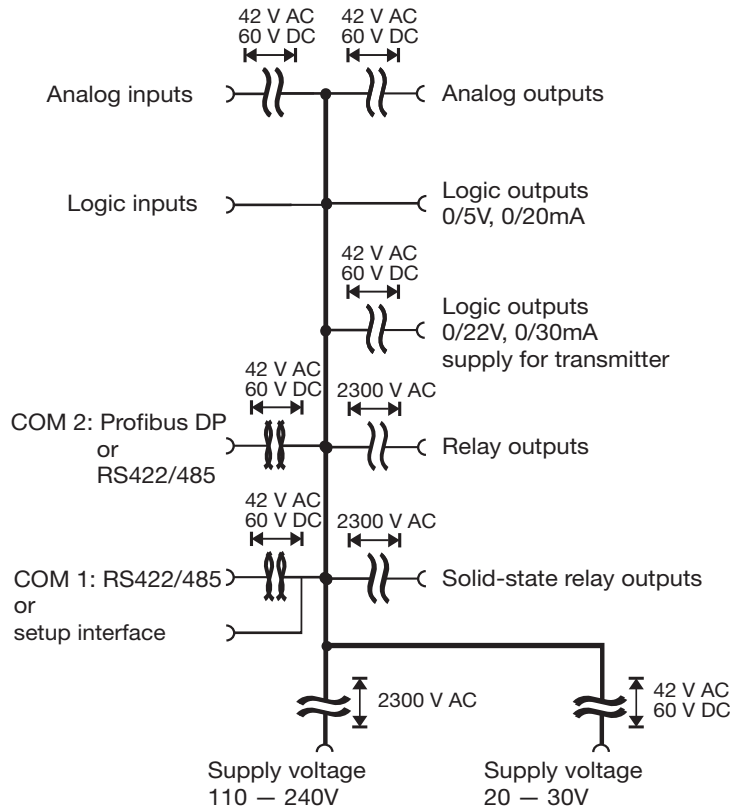 42 V AC
60 V DC
42 V AC
60 V DC
Analog inputs
Analog outputs
Logic inputs
Logic outputs
0/5V, 0/20mA
42 V AC
60 V DC
Logic outputs
0/22V, 0/30mA
supply for transmitter
42 V AC
60 V DC
2300 V AC
COM 2: Profibus DP
or
RS422/485
Relay outputs
42 V AC
60 V DC
2300 V AC
COM 1: RS422/485
or
setup interface
Solid-state relay outputs
2300 V AC
42 V AC
60 V DC
Supply voltage
110 — 240V
Supply voltage
20 — 30V